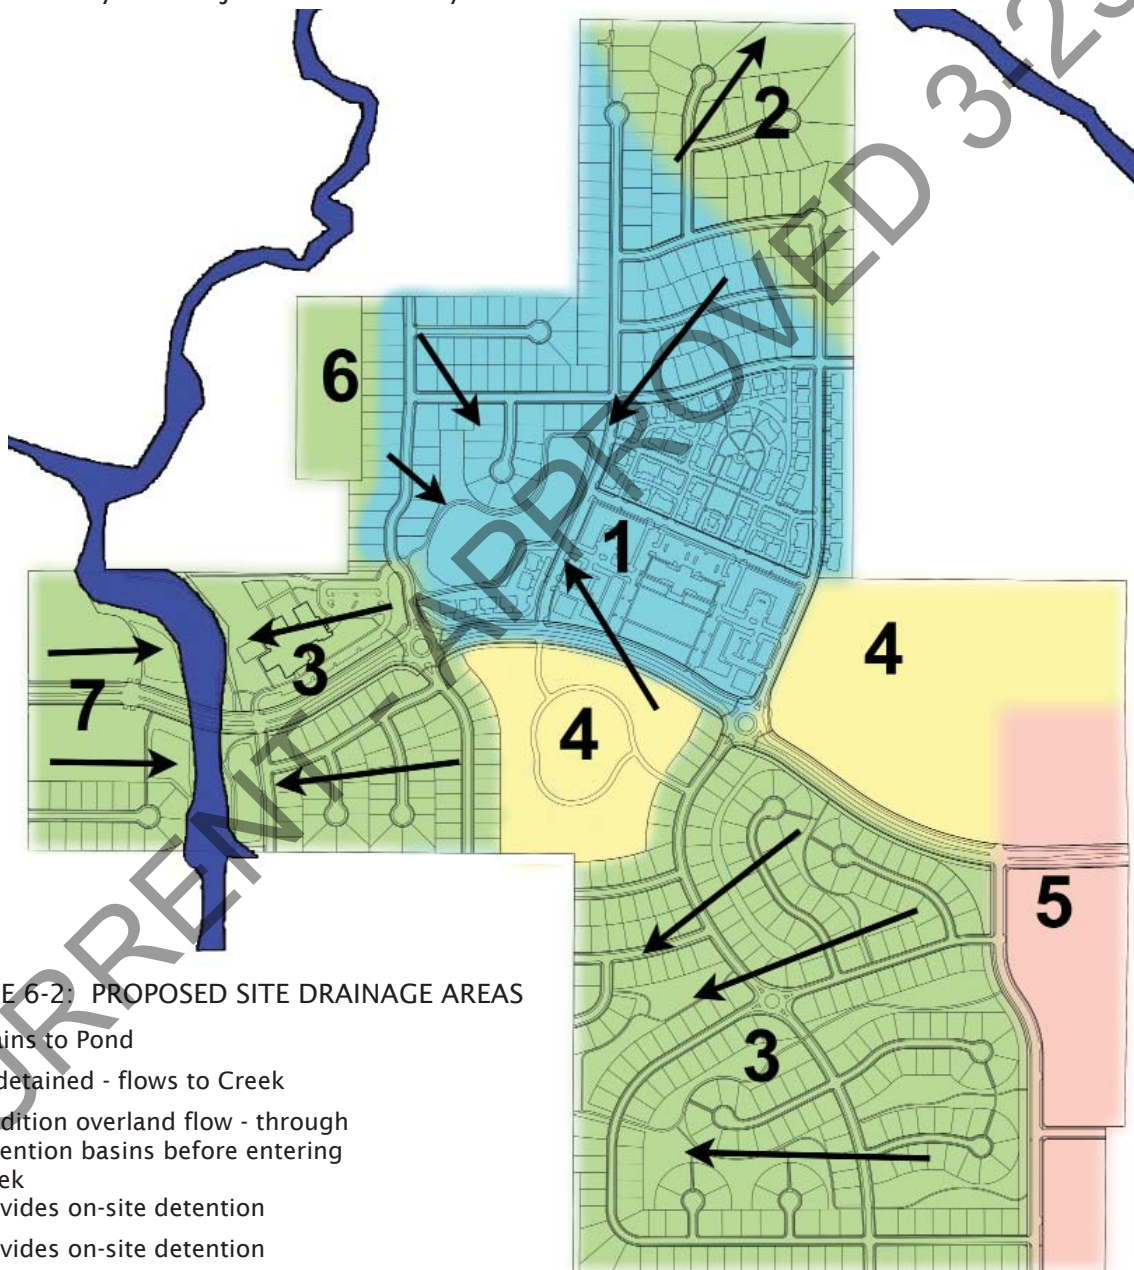 2
6
1
3
4
4
7
5
E 6-2: PROPOSED SITE DRAINAGE AREAS
ins to Pond
detained - flows to Creek
dition overland flow - through
ention basins before entering
ek
vides on-site detention
vides on-site detention
3
URRENT - APPROVED 3-2